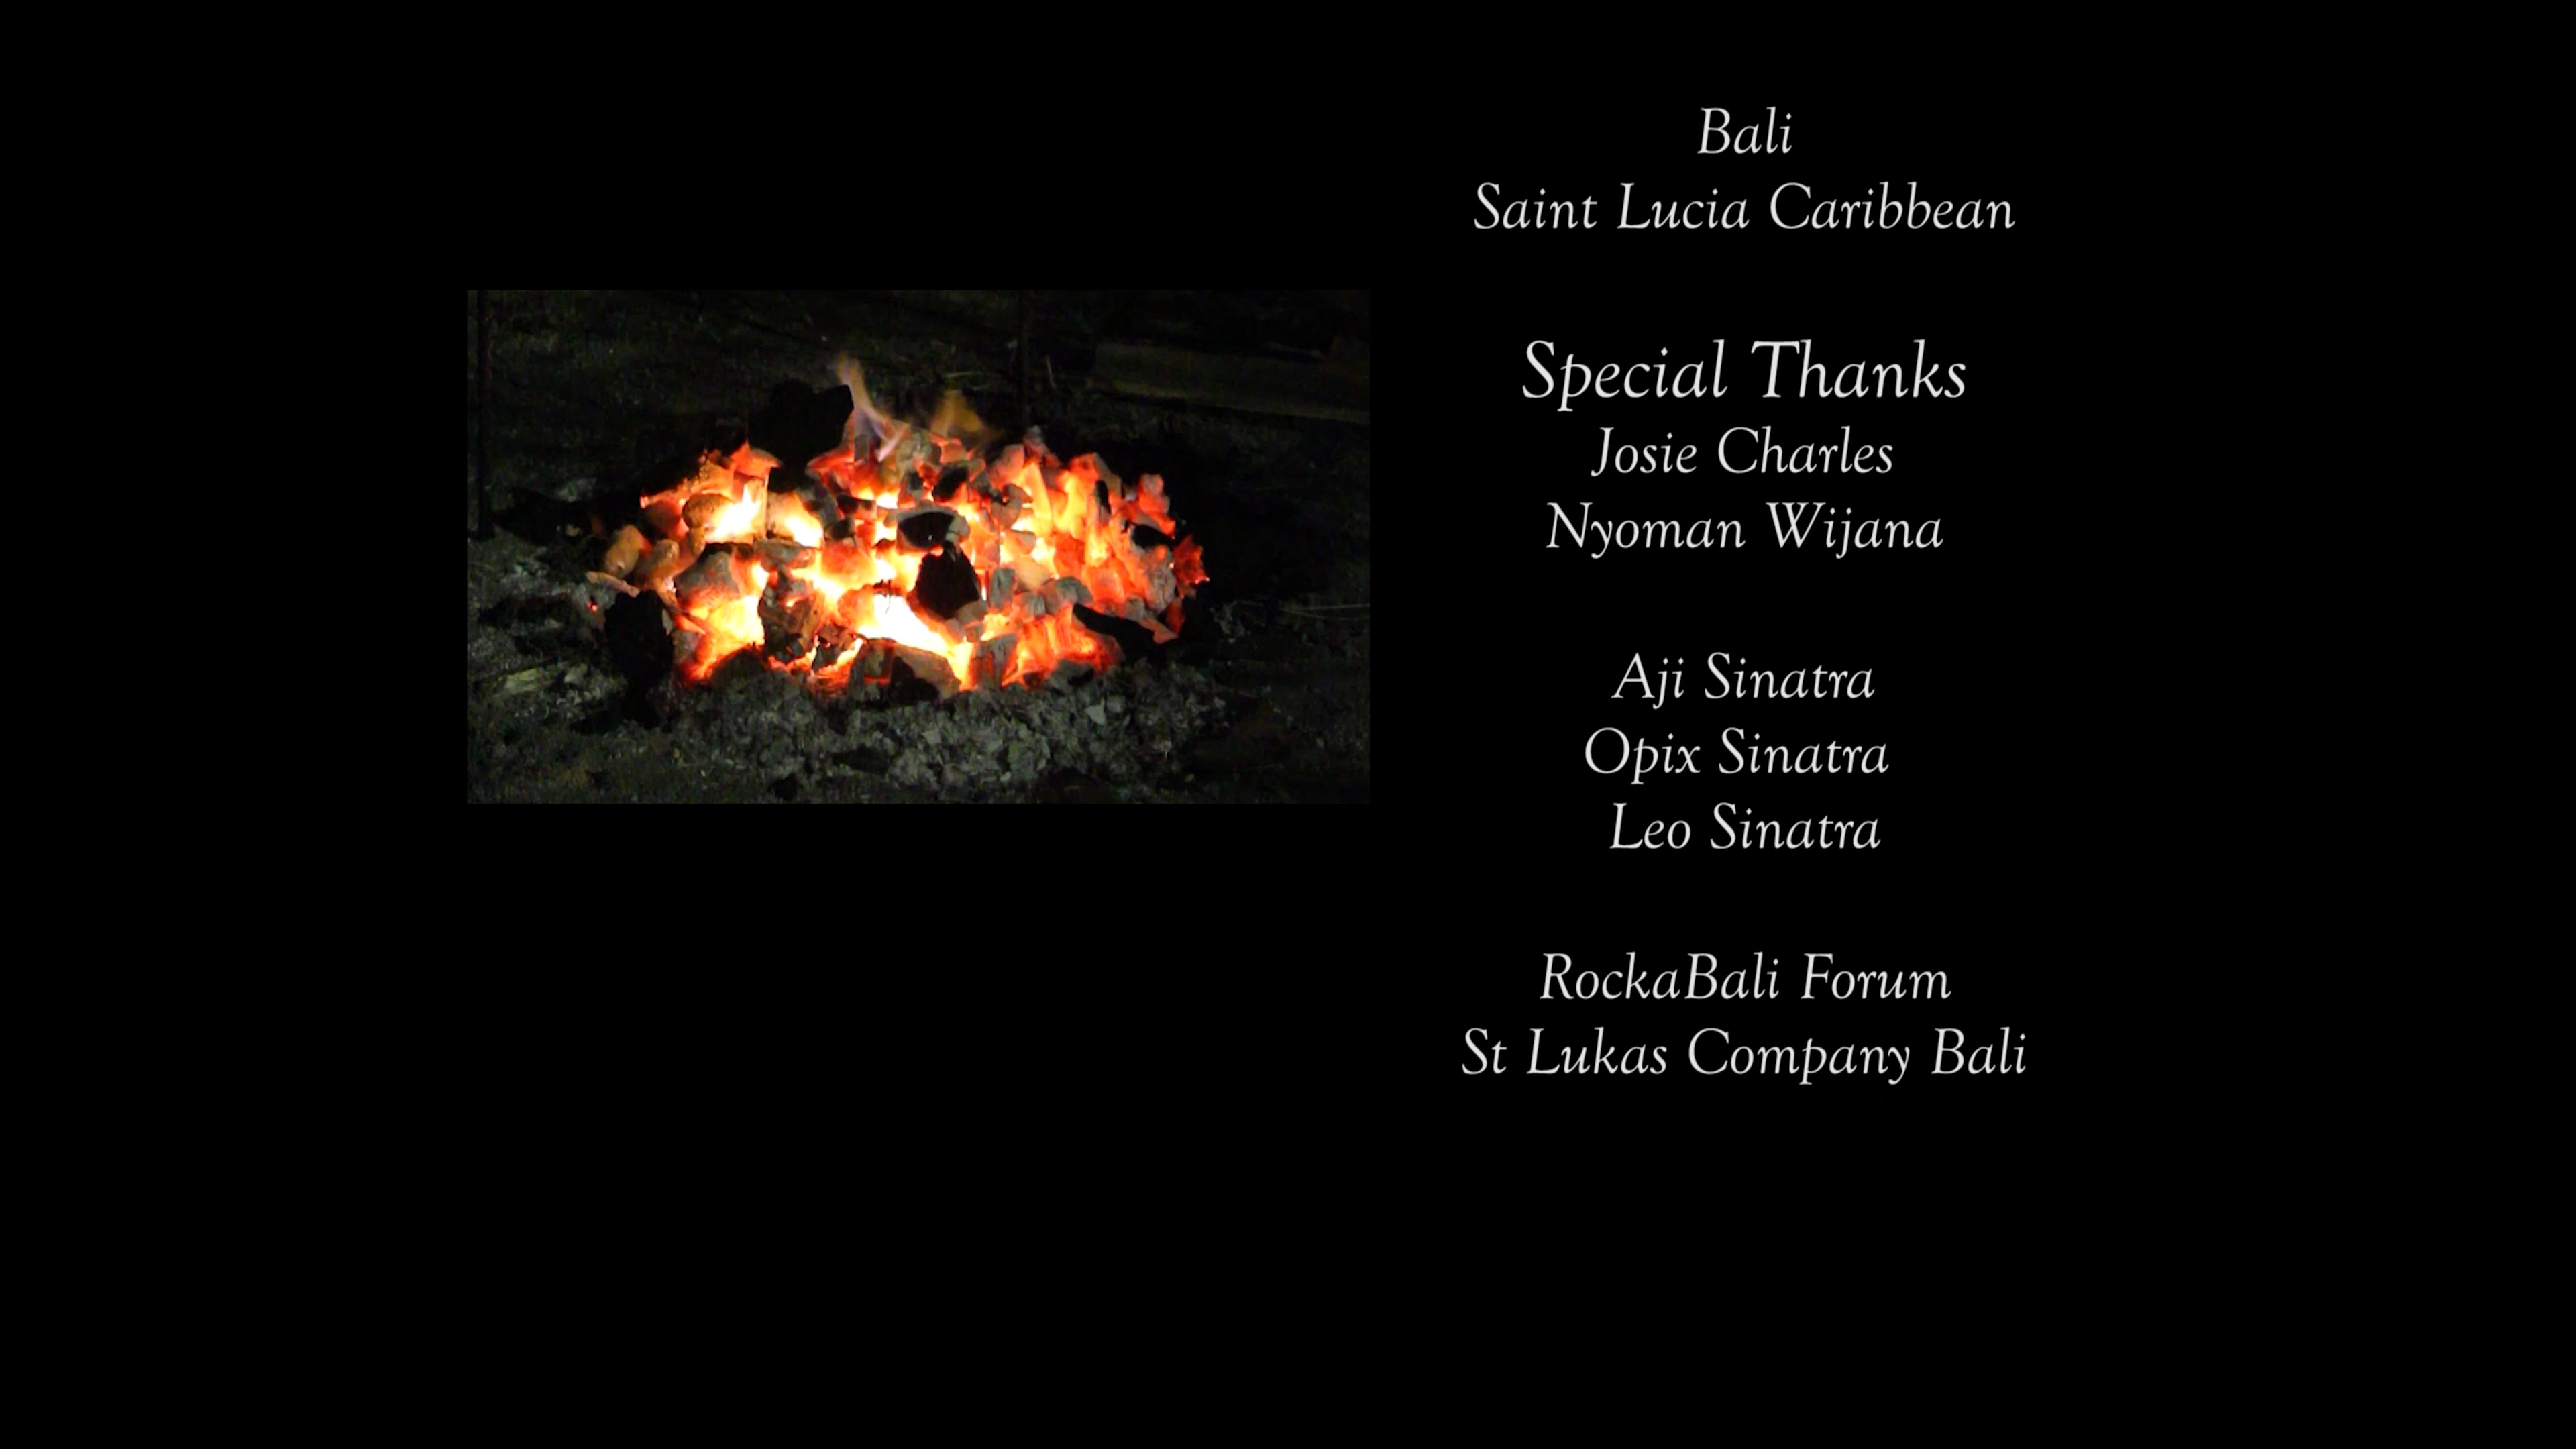 Bali
Saint Lucia Caribbean
Special Thanks
Josie Charles
Nyoman Wijana
Aji Sinatra
Opix Sinatra
Leo Sinatra
RockaBali Forum
St Lukas Company Bali